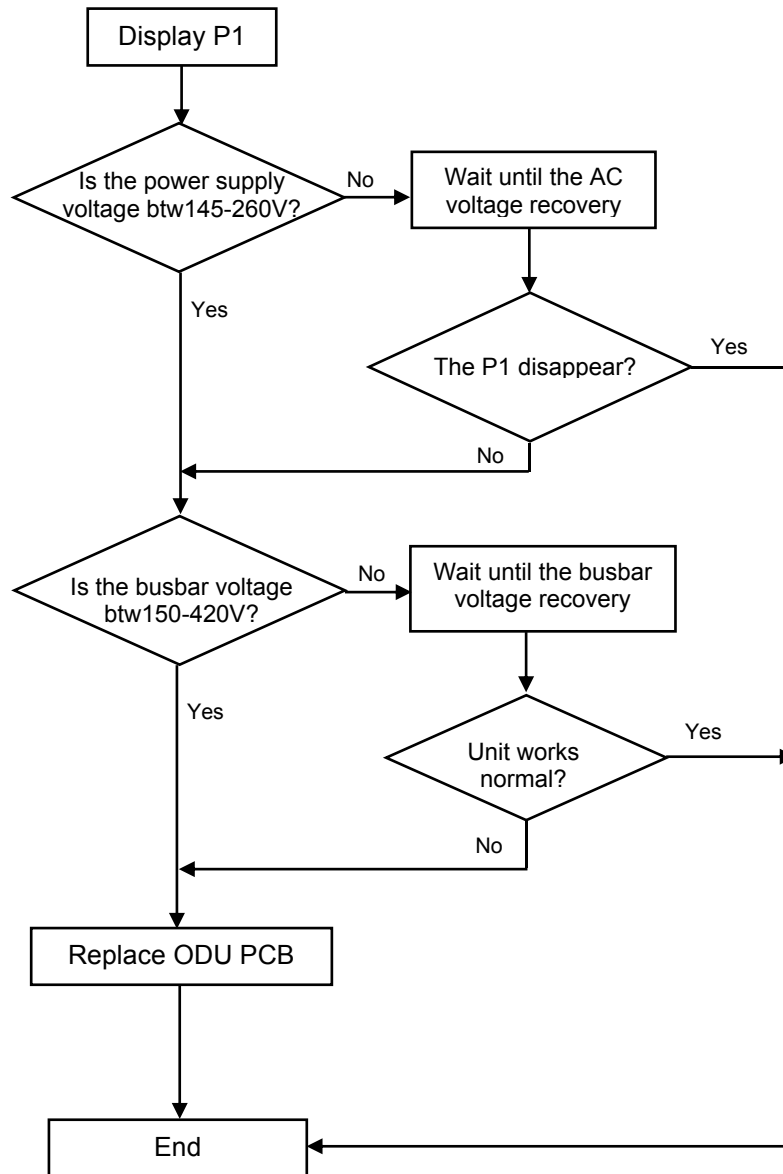 Display P1
Is the power supply
voltage btw145-260V?
No
Wait until the AC
voltage recovery
Yes
The P1 disappear?
Yes
No
Is the busbar voltage
btw150-420V?
No
Wait until the busbar
voltage recovery
Yes
Unit works
normal?
Yes
No
Replace ODU PCB
End